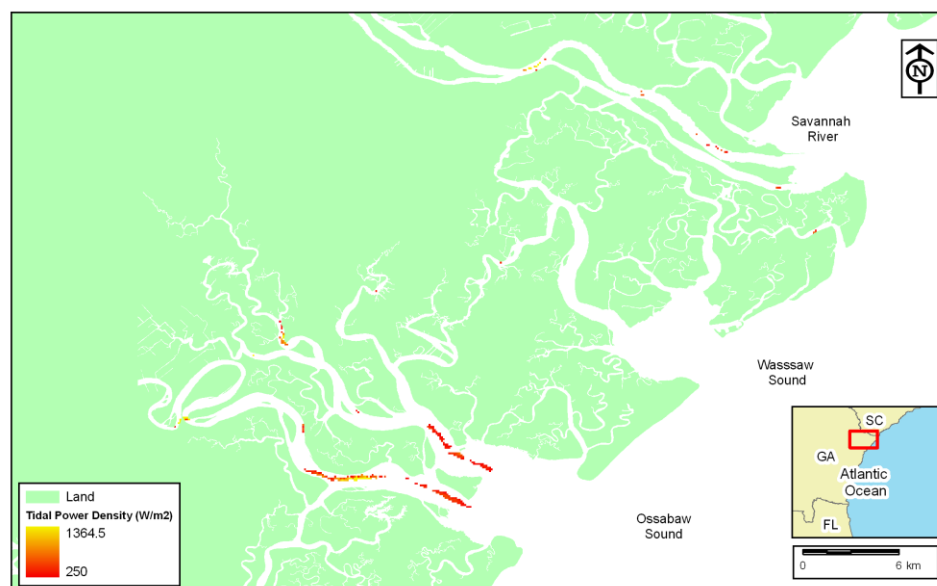 N
Savannah
River
Wasssaw
Sound
SC
GA
Atlantic
Ocean
FL
Ossabaw
Sound
Land
Tidal Power Density (W/m2)
1364.5
250
0 6 km